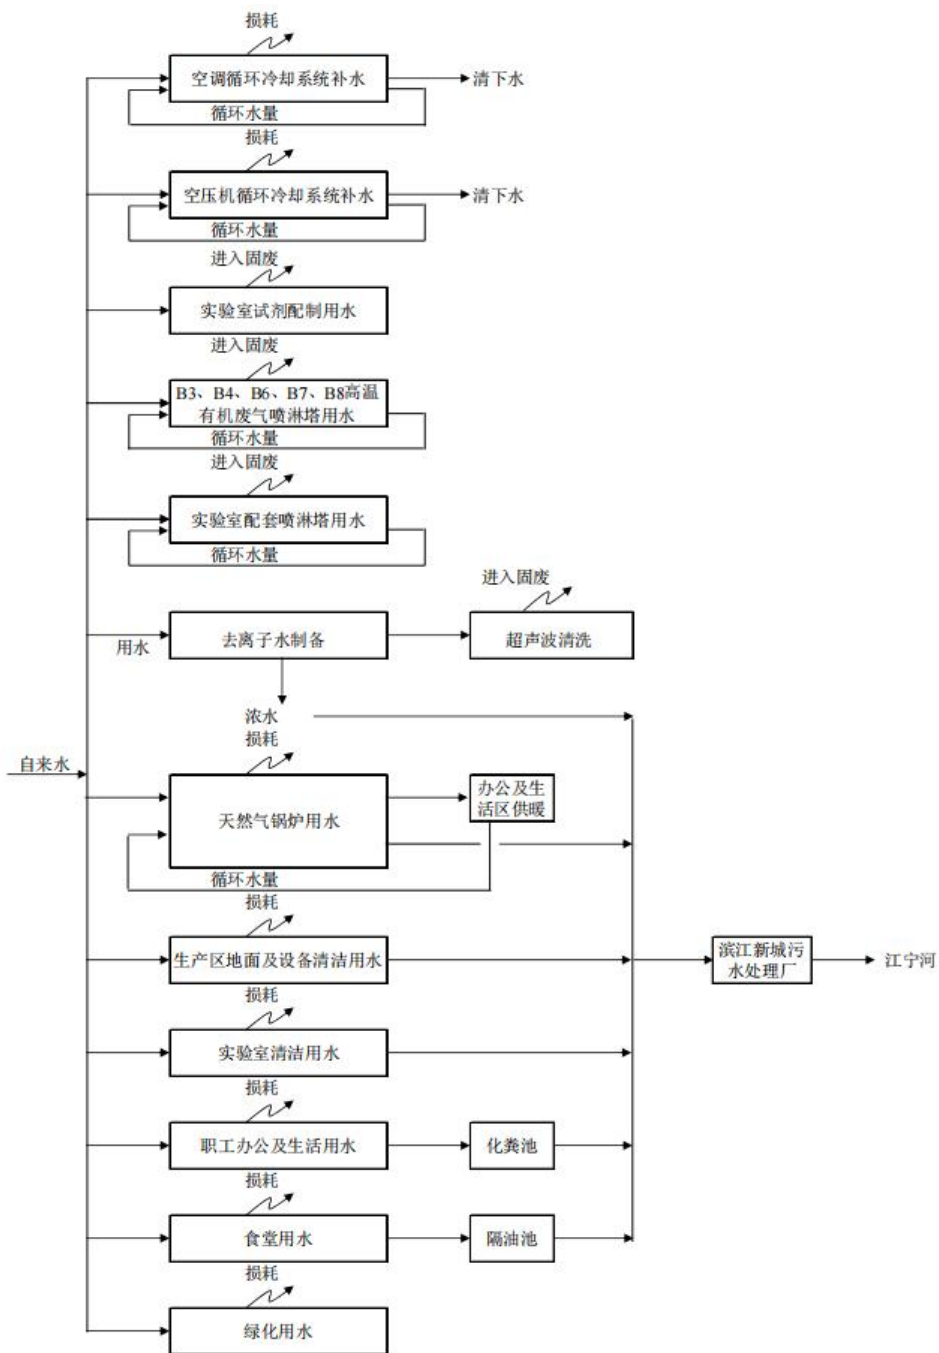 损耗
空调循环冷却系统补水
清下水
循环水量
损耗
空压机循环冷却系统补水
清下水
循环水量
进入固废
实验室试剂配制用水
进入固废
B3、B4、B6、B7、B8高温
有机废气喷淋塔用水
循环水量
进入固废
实验室配套喷淋塔用水
循环水量
进入固废
用水
去离子水制备
超声波清洗
浓水
损耗
自来水
天然气锅炉用水
办公及生
活区供暖
循环水量
损耗
生产区地面及设备清洁用水
滨江新城污
水处理厂
江宁河
损耗
实验室清洁用水
损耗
职工办公及生活用水
化粪池
损耗
食堂用水
隔油池
损耗
绿化用水